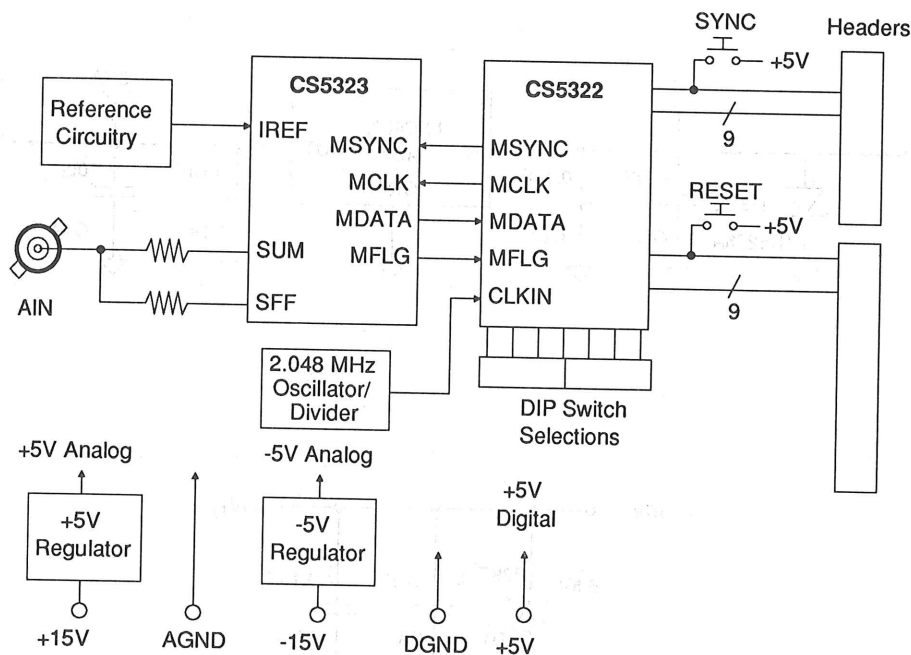 SYNC
Headers
+5V
CS5323
CS5322
Reference
Circuitry
IREF
9
MSYNC
MSYNC
MCLK
MCLK
RESET
MDATA
MDATA
+5V
SUM
MFLG
MFLG
AIN
SFF
CLKIN
9
2.048 MHz
Oscillator/
Divider
DIP Switch
Selections
+5V Analog
-5V Analog
+5V
Digital
+5V
Regulator
-5V
Regulator
+15V
AGND
-15V
DGND
+5V